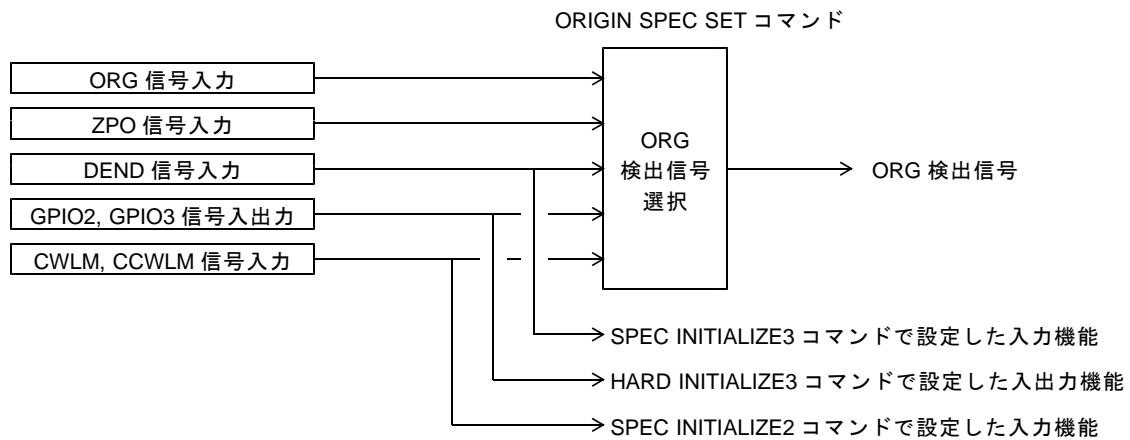 ORIGIN SPEC SET コマンド
ORG 信号入力
ZPO 信号入力
DEND 信号入力
GPIO2, GPIO3 信号入出力
CWLM, CCWLM 信号入力
ORG
検出信号
選択
ORG 検出信号
SPEC INITIALIZE3 コマンドで設定した入力機能
HARD INITIALIZE3 コマンドで設定した入出力機能
SPEC INITIALIZE2 コマンドで設定した入力機能